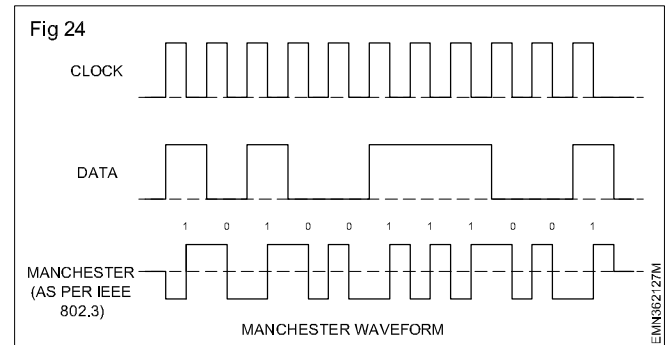 Fig 24
CLOCK
DATA
1 0 1 0 0 1 1 1 0 0 1
MANCHESTER
(AS PER IEEE
802.3)
MANCHESTER WAVEFORM
EMN362127M